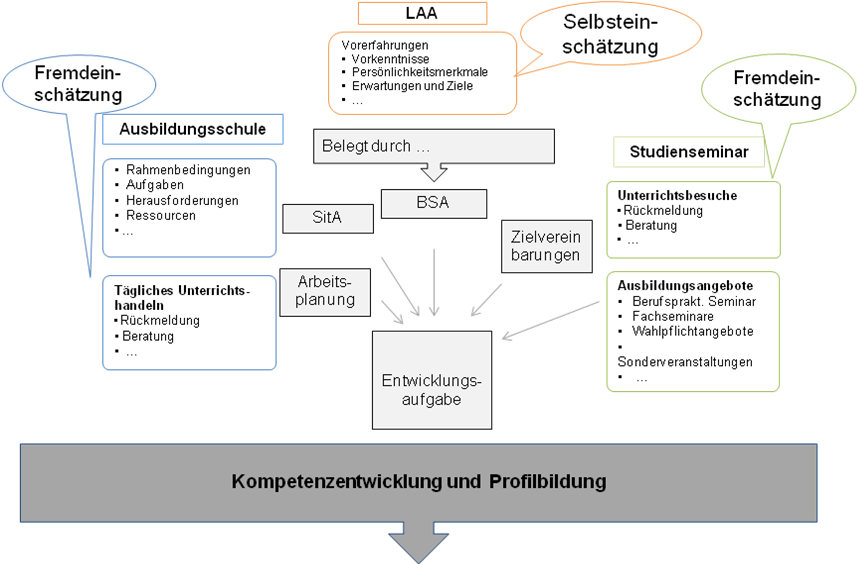 LAA
Selbstein-
schätzung
Vorerfahrungen
▪ Vorkenntnisse
▪ Persönlichkeitsmerkmale
▪ Erwartungen und Ziele
▪ …
Fremdein-
schätzung
Fremdein-
schätzung
Ausbildungsschule
Belegt durch …
Studienseminar
▪ Rahmenbedingungen
▪ Aufgaben
▪ Herausforderungen
▪ Ressourcen
▪ …
SitA
BSA
Zielverein
barungen
Unterrichtsbesuche
▪ Rückmeldung
▪ Beratung
▪ …
Tägliches Unterrichts-
handeln
▪ Rückmeldung
▪ Beratung
▪ …
Arbeits-
planung
Ausbildungsangebote
▪ Berufsprakt. Seminar
▪ Fachseminare
▪ Wahlpflichtangebote
▪
Sonderveranstaltungen
▪ …
Entwicklungs-
aufgabe
Kompetenzentwicklung und Profilbildung